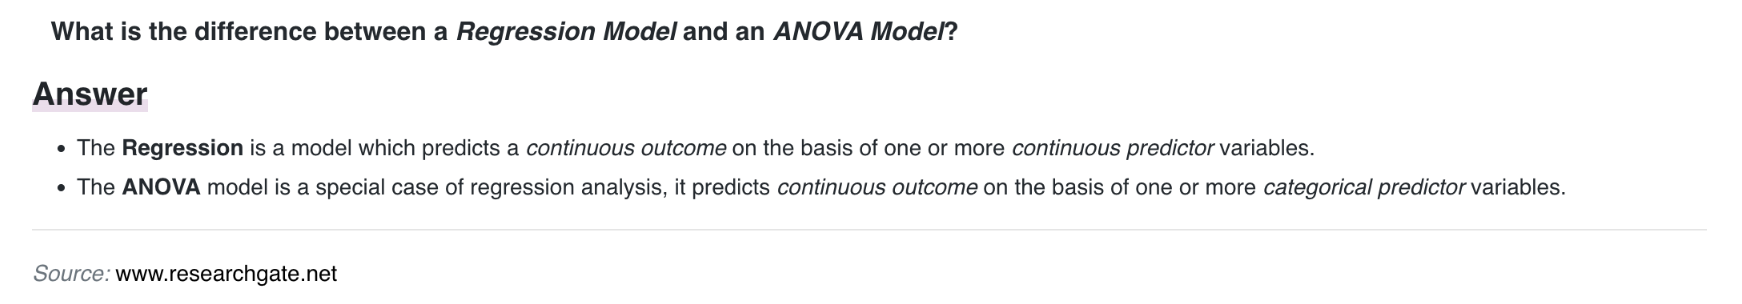 What is the difference between a Regression Model and an ANOVA Model?
Answer
• The Regression is a model which predicts a continuous outcome on the basis of one or more continuous predictor variables.
• The ANOVA model is a special case of regression analysis, it predicts continuous outcome on the basis of one or more categorical predictor variables.
Source: www.researchgate.net